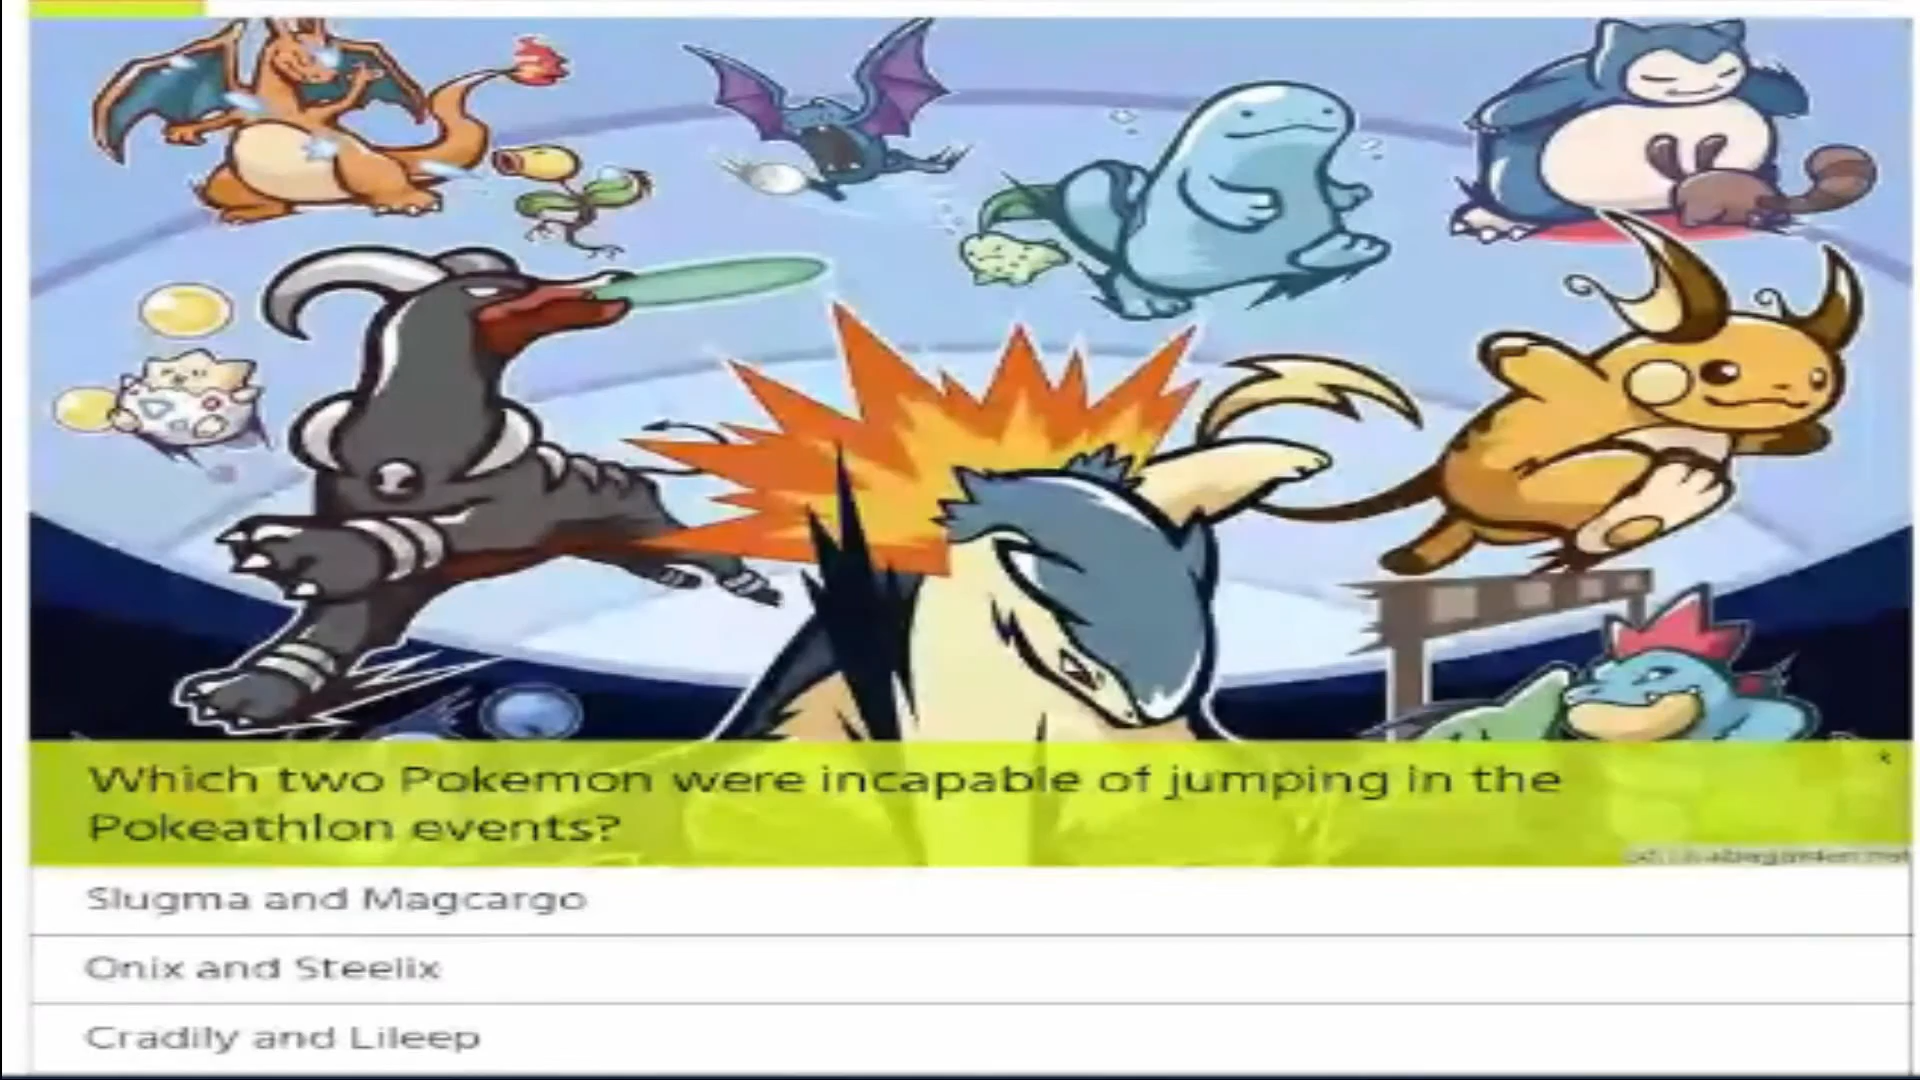 Which two Pokemon were incapable of jumping in the
Pokeathlon events?
Slugma and Magcargo
Onix and Steelix
Cradily and Lileep